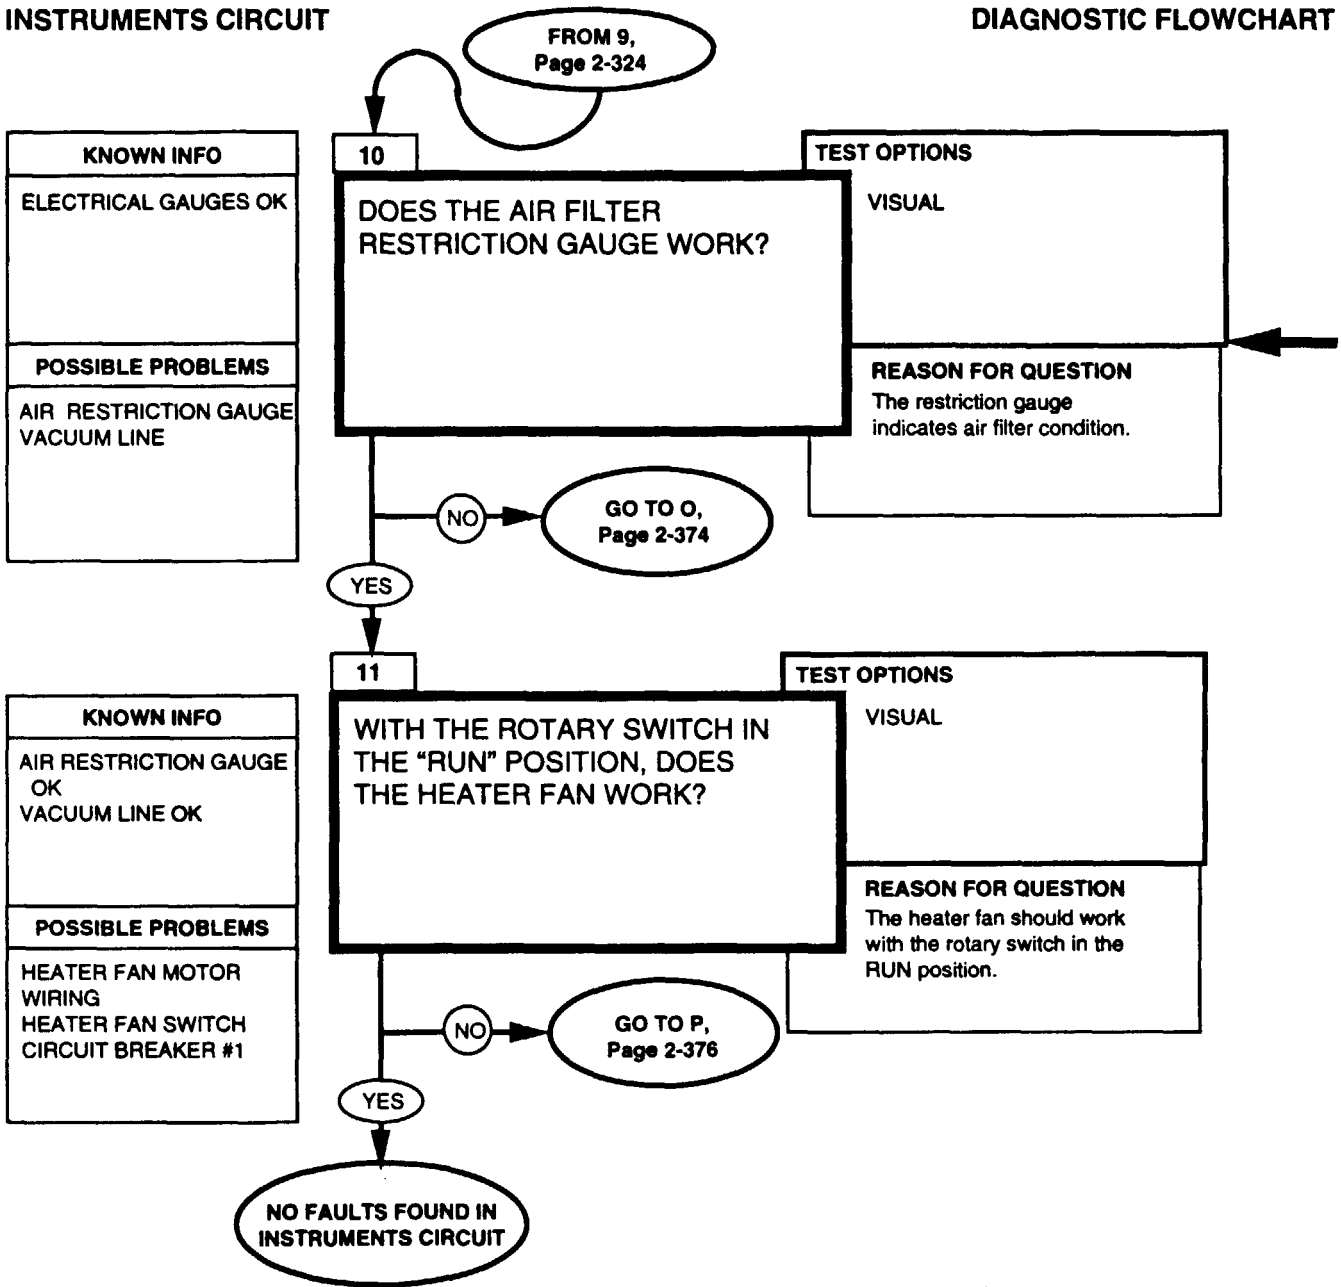 INSTRUMENTS CIRCUIT
DIAGNOSTIC FLOWCHART
FROM 9,
Page 2-324
KNOWN INFO
ELECTRICAL GAUGES OK
POSSIBLE PROBLEMS
AIR RESTRICTION GAUGE
VACUUM LINE
10
DOES THE AIR FILTER
RESTRICTION GAUGE WORK?
TEST OPTIONS
VISUAL
REASON FOR QUESTION
The restriction gauge
indicates air filter condition.
NO
GO TO O,
Page 2-374
YES
KNOWN INFO
AIR RESTRICTION GAUGE
OK
VACUUM LINE OK
POSSIBLE PROBLEMS
HEATER FAN MOTOR
WIRING
HEATER FAN SWITCH
CIRCUIT BREAKER #1
11
WITH THE ROTARY SWITCH IN
THE “RUN” POSITION, DOES
THE HEATER FAN WORK?
TEST OPTIONS
VISUAL
REASON FOR QUESTION
The heater fan should work
with the rotary switch in the
RUN position.
NO
GO TO P,
Page 2-376
YES
NO FAULTS FOUND IN
INSTRUMENTS CIRCUIT